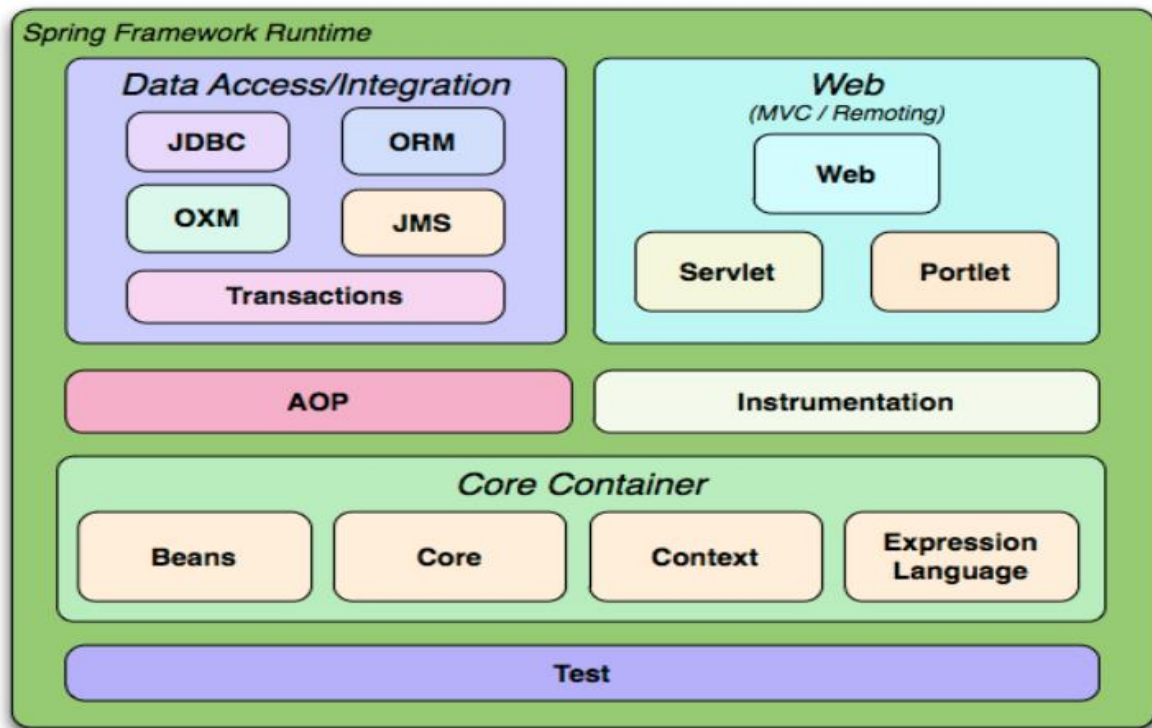 Spring Framework Runtime
Data Access/Integration
JDBC
ORM
OXM
JMS
Transactions
Web
(MVC / Remoting)
Web
Servlet
Portlet
AOP
Instrumentation
Core Container
Beans
Core
Context
Expression
Language
Test